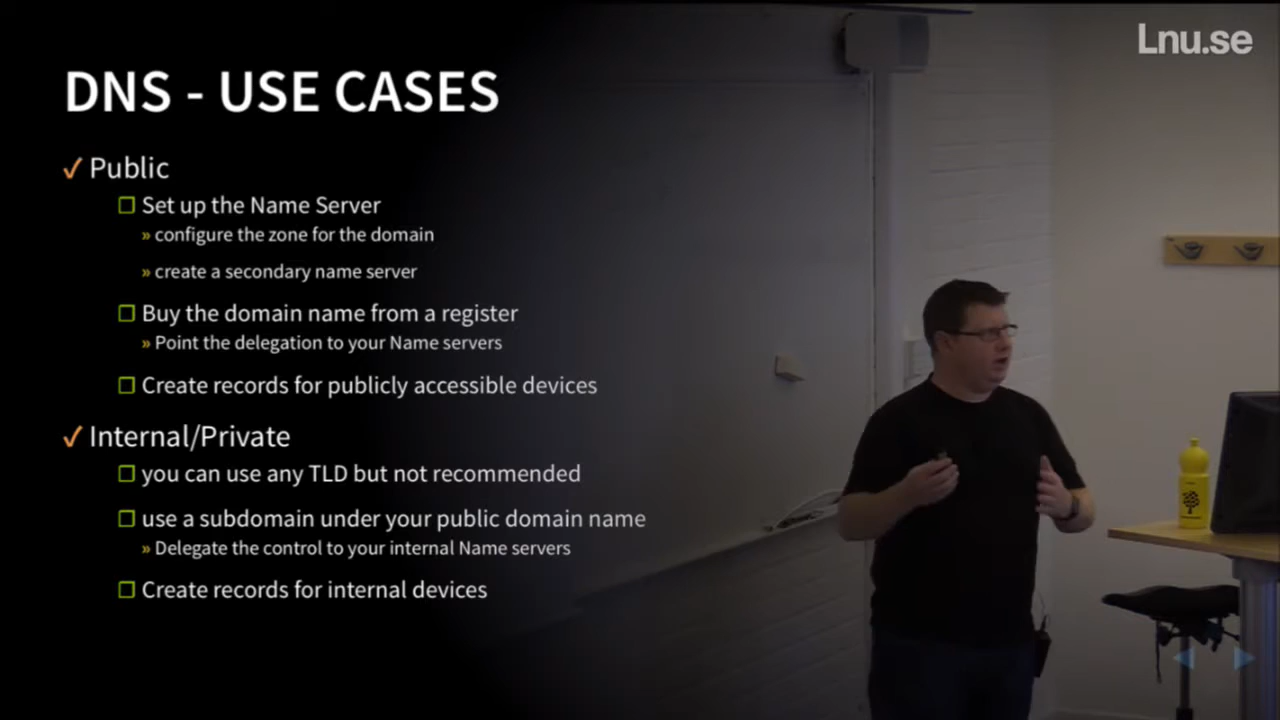 Lnu.se
DNS - USE CASES
✓ Public
❐ Set up the Name Server
» configure the zone for the domain
» create a secondary name server
❐ Buy the domain name from a register
» Point the delegation to your Name servers
❐ Create records for publicly accessible devices
✓ Internal/Private
❐ you can use any TLD but not recommended
❐ use a subdomain under your public domain name
» Delegate the control to your internal Name servers
❐ Create records for internal devices